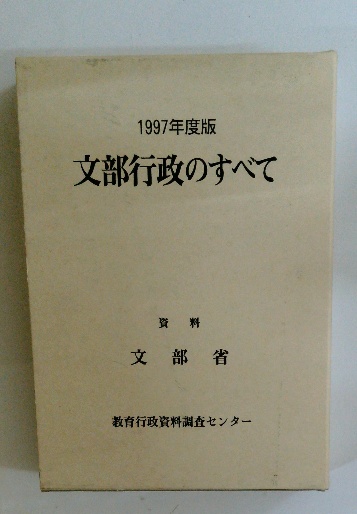 1997年度版
文部行政のすべて
資料
文部省
教育行政資料調査センター